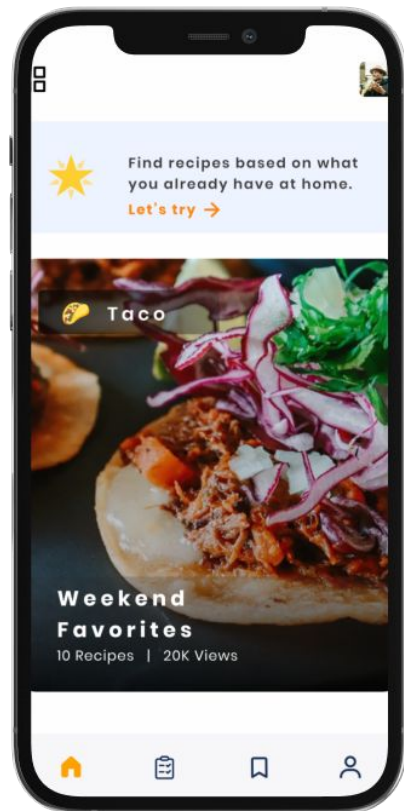 Find recipes based on what
you already have at home.
Let's try →
Taco
Weekend
Favorites
10 Recipes | 20K Views